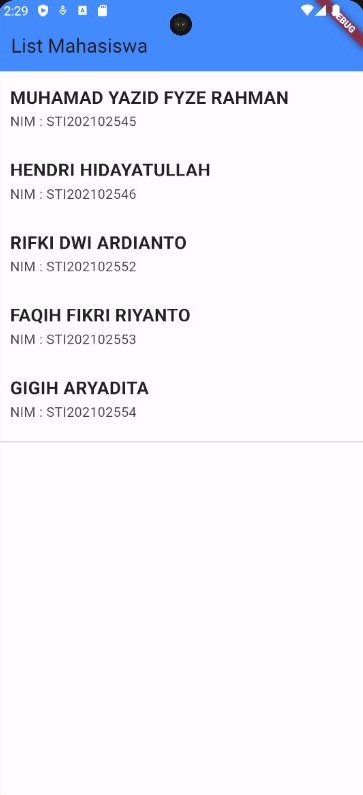 2:29
DEBUG
List Mahasiswa
MUHAMAD YAZID FYZE RAHMAN
NIM : STI202102545
HENDRI HIDAYATULLAH
NIM : STI202102546
RIFKI DWI ARDIANTO
NIM : STI202102552
FAQIH FIKRI RIYANTO
NIM : STI202102553
GIGIH ARYADITA
NIM : STI202102554